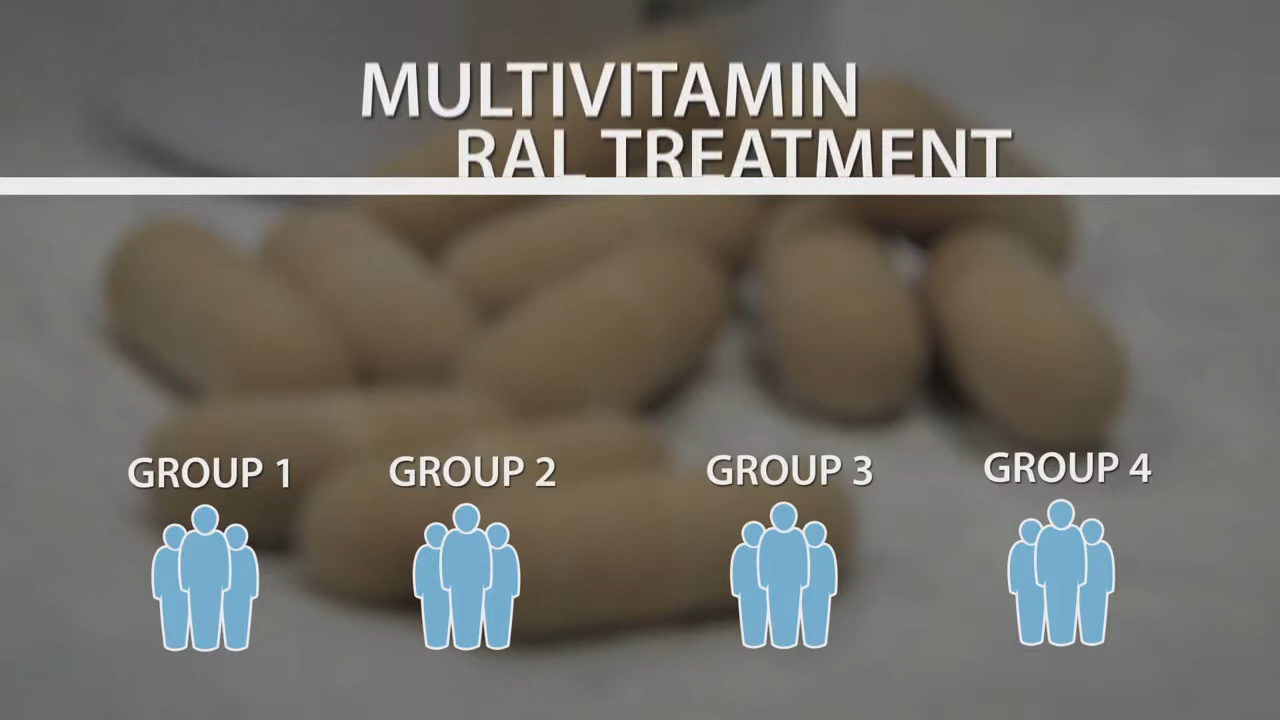 MULTIVITAMIN
RAL TREATMENT
GROUP 1
GROUP 2
GROUP 3
GROUP 4